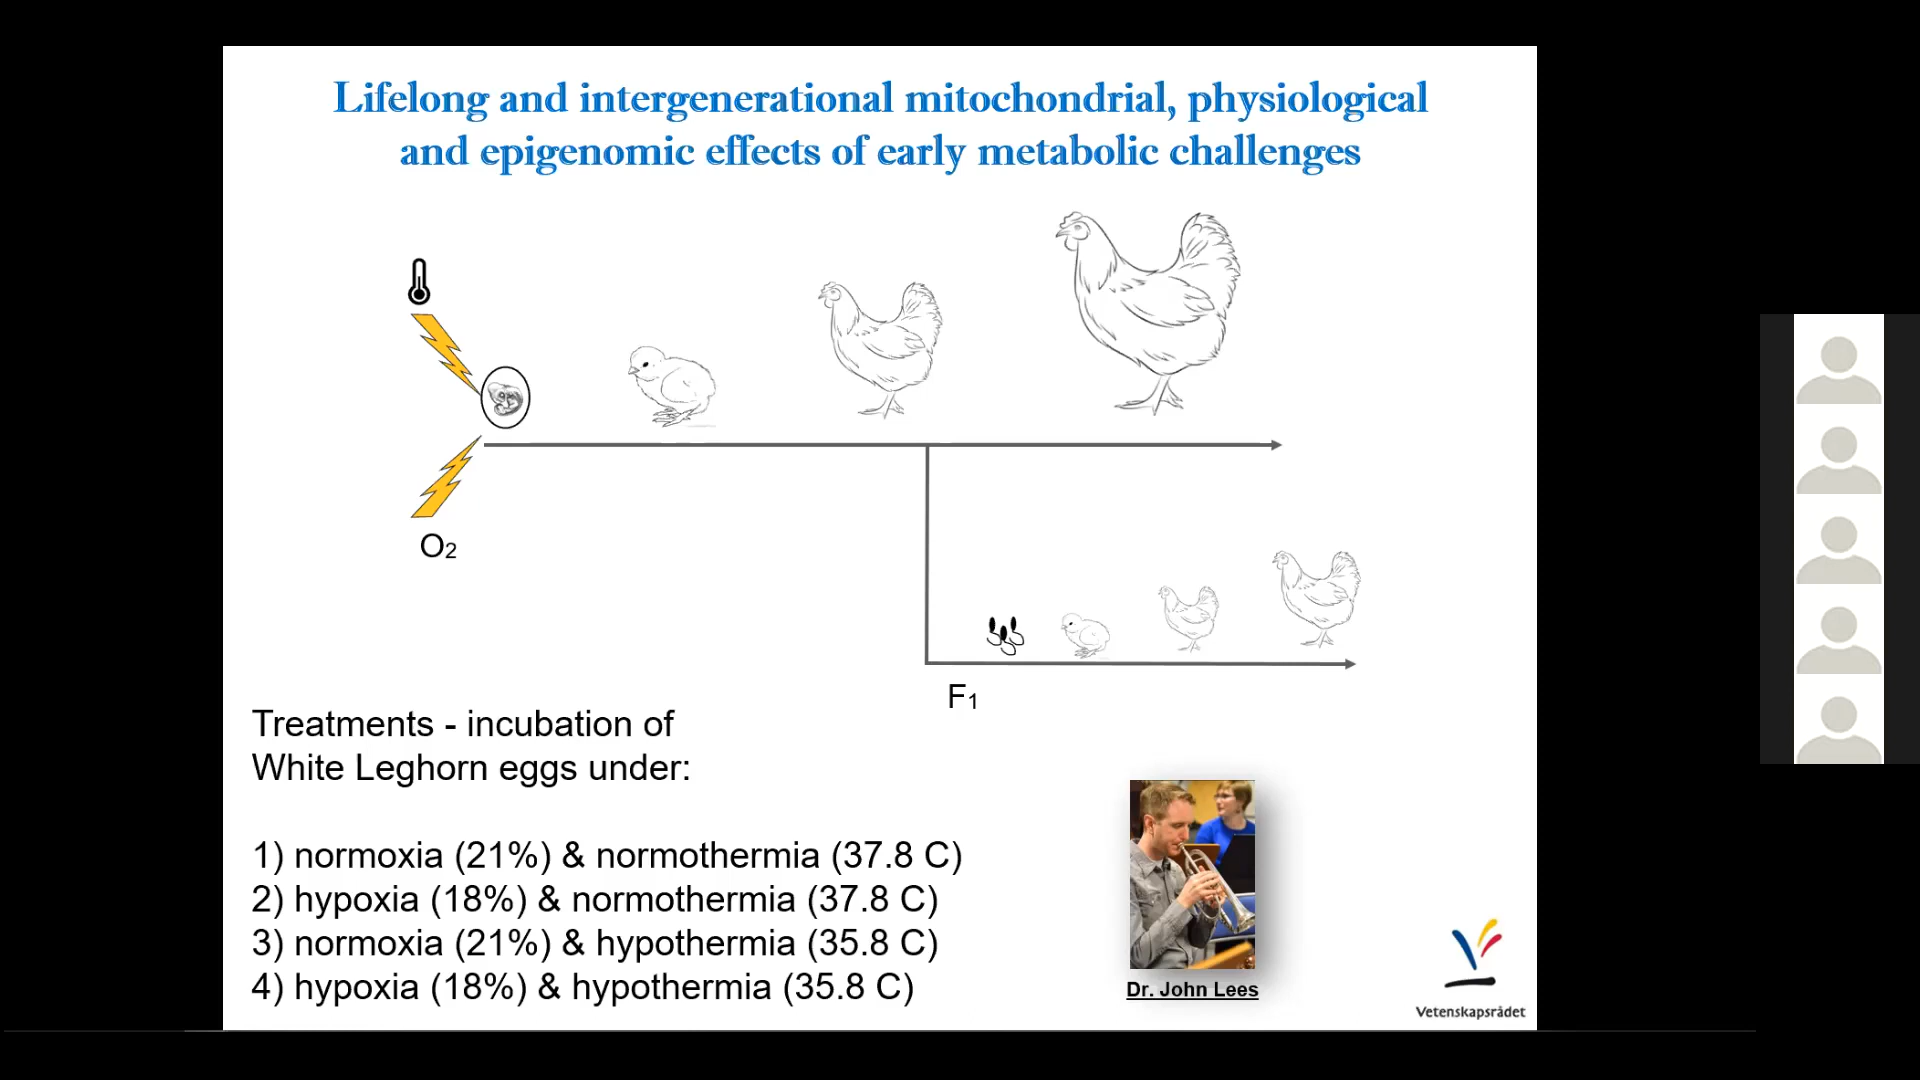 Lifelong and intergenerational mitochondrial, physiological
and epigenomic effects of early metabolic challenges
O2
F1
Treatments - incubation of
White Leghorn eggs under:
1) normoxia (21%) & normothermia (37.8 C)
2) hypoxia (18%) & normothermia (37.8 C)
3) normoxia (21%) & hypothermia (35.8 C)
4) hypoxia (18%) & hypothermia (35.8 C)
Dr. John Lees
Vetenskapsrådet